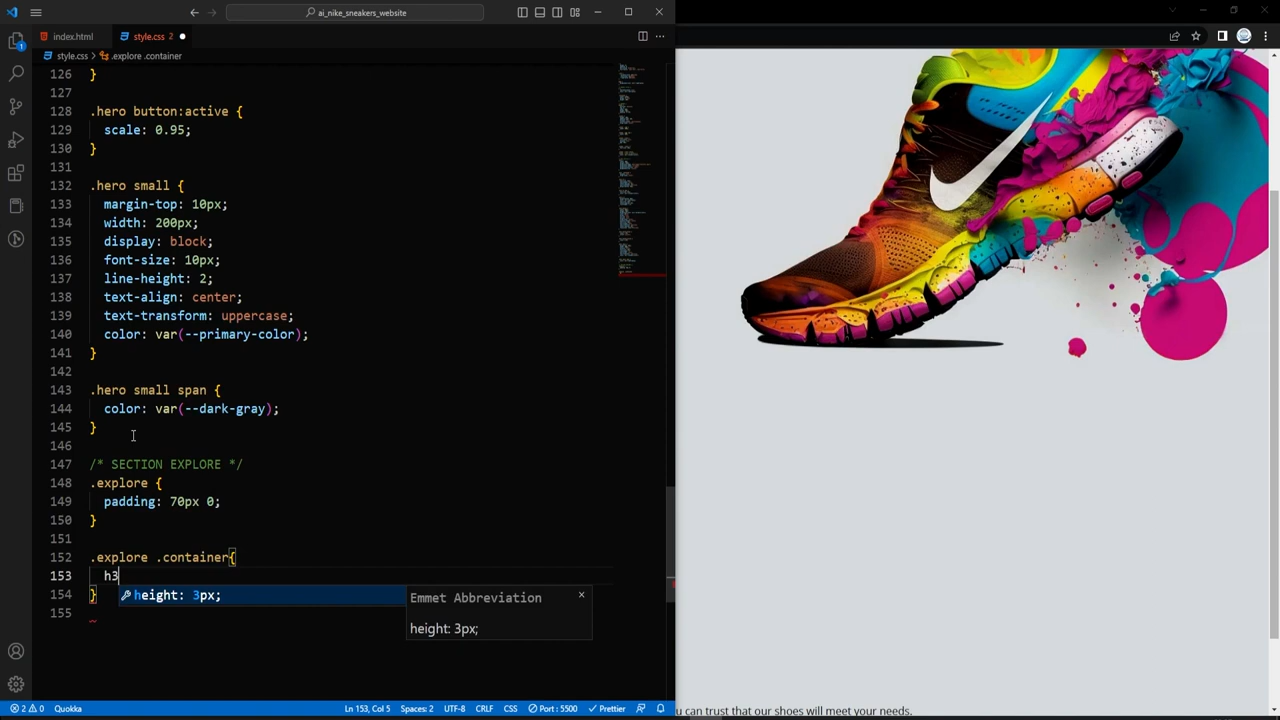 ai_nike_sneakers_website
index.html
style.css 2
style.css > .explore .container
126 }
127
128 .hero button:active {
129 scale: 0.95;
130 }
131
132 .hero small {
133 margin-top: 10px;
134 width: 200px;
135 display: block;
136 font-size: 10px;
137 line-height: 2;
138 text-align: center;
139 text-transform: uppercase;
140 color: var(--primary-color);
141 }
142
143 .hero small span {
144 color: var(--dark-gray);
145 }
146
147 /* SECTION EXPLORE */
148 .explore {
149 padding: 70px 0;
150 }
151
152 .explore .container{
153 h3
154 }
height: 3px;
Emmet Abbreviation
height: 3px;
155
1
2 0 Quokka Ln 153, Col 5 Spaces: 2 UTF-8 CRLF CSS Port : 5500 Prettier
u can trust that our shoes will meet your needs.